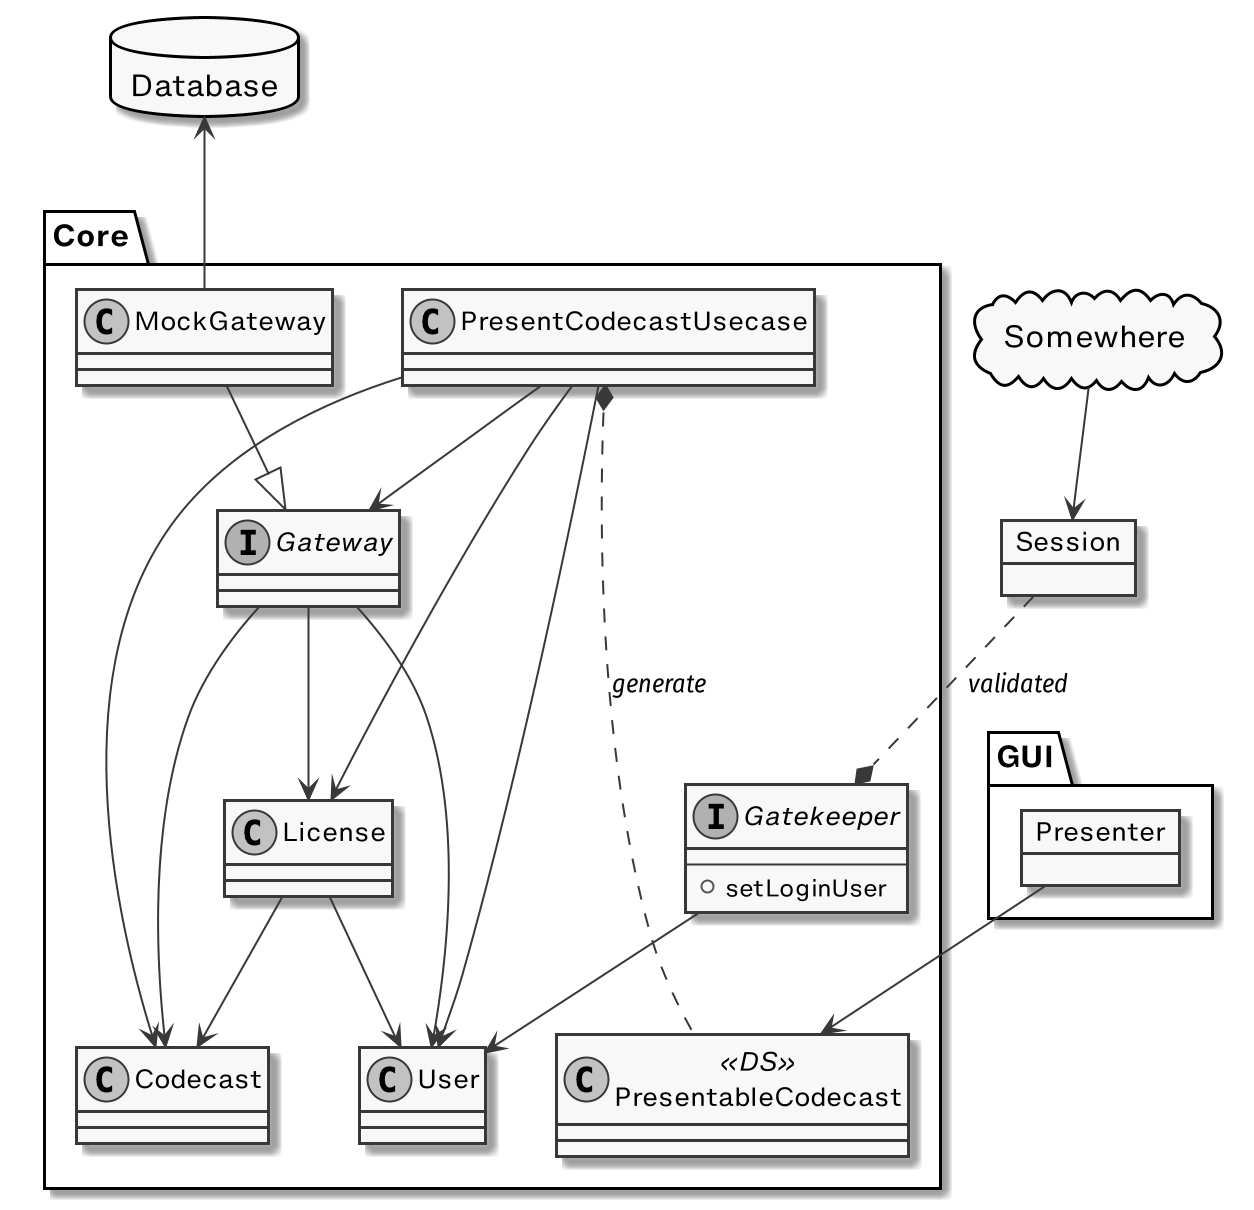 Database
Core
C MockGateway
C PresentCodecastUsecase
Somewhere
I Gateway
Session
generate
validated
GUI
C License
I Gatekeeper
Presenter
setLoginUser
C Codecast
C User
«DS»
C PresentableCodecast